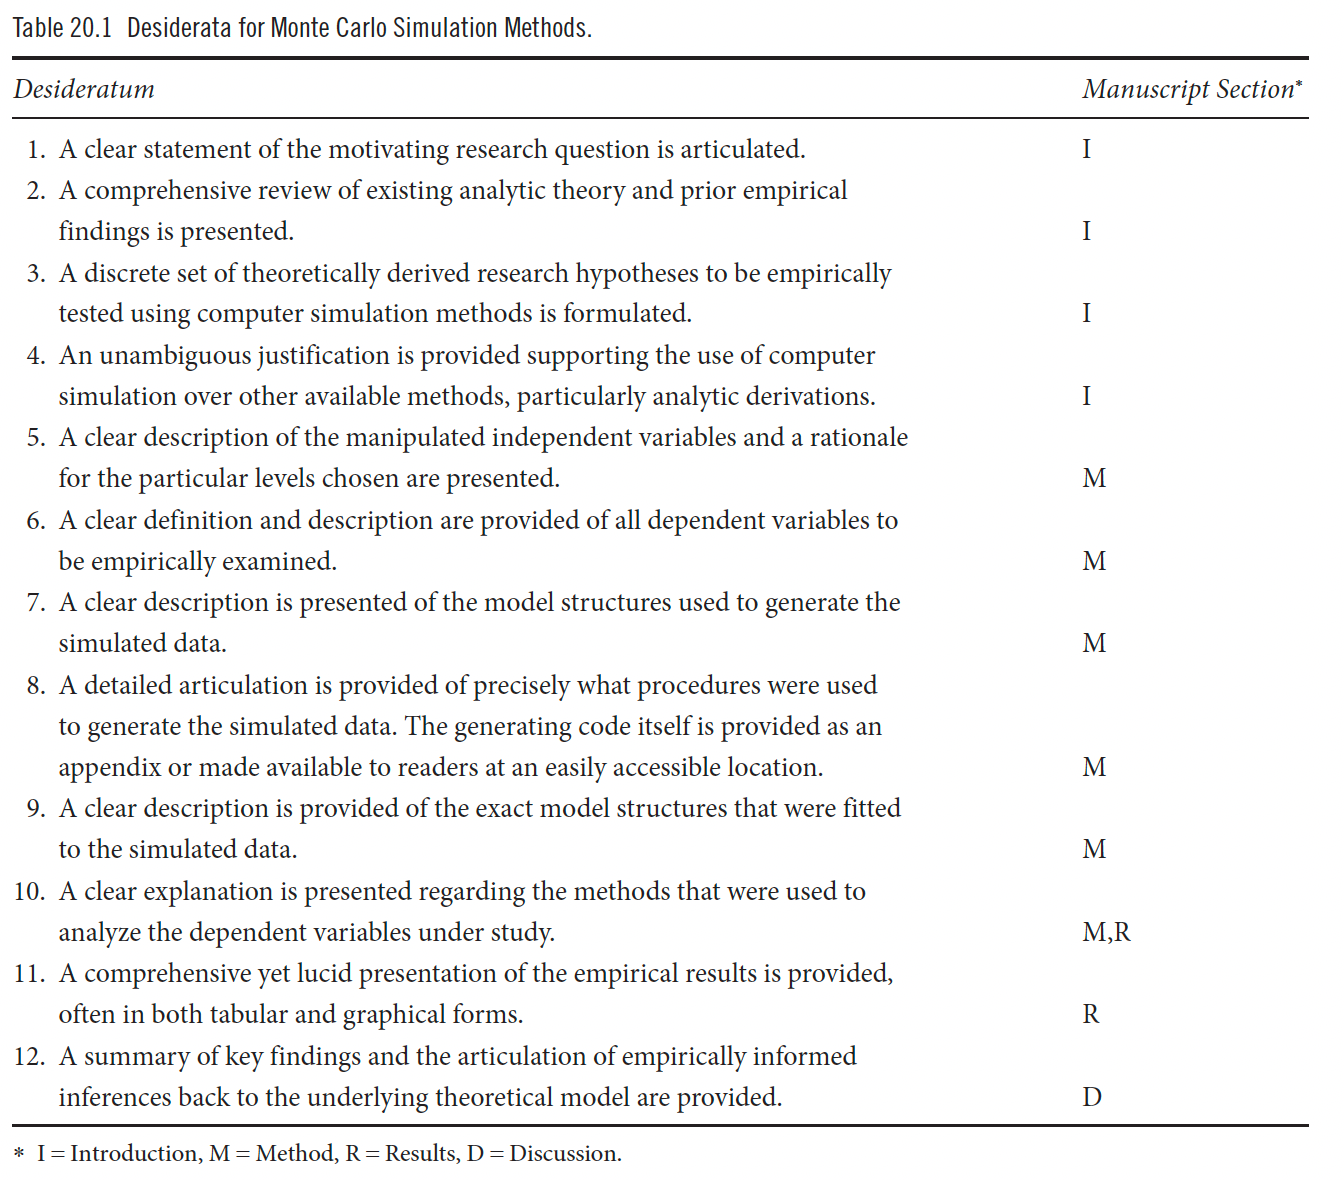 Table 20.1 Desiderata for Monte Carlo Simulation Methods.
Desideratum Manuscript Section*
1. A clear statement of the motivating research question is articulated. I
2. A comprehensive review of existing analytic theory and prior empirical
findings is presented. I
3. A discrete set of theoretically derived research hypotheses to be empirically
tested using computer simulation methods is formulated. I
4. An unambiguous justification is provided supporting the use of computer
simulation over other available methods, particularly analytic derivations. I
5. A clear description of the manipulated independent variables and a rationale
for the particular levels chosen are presented. M
6. A clear definition and description are provided of all dependent variables to
be empirically examined. M
7. A clear description is presented of the model structures used to generate the
simulated data. M
8. A detailed articulation is provided of precisely what procedures were used
to generate the simulated data. The generating code itself is provided as an
appendix or made available to readers at an easily accessible location. M
9. A clear description is provided of the exact model structures that were fitted
to the simulated data. M
10. A clear explanation is presented regarding the methods that were used to
analyze the dependent variables under study. M,R
11. A comprehensive yet lucid presentation of the empirical results is provided,
often in both tabular and graphical forms. R
12. A summary of key findings and the articulation of empirically informed
inferences back to the underlying theoretical model are provided. D
* I = Introduction, M = Method, R = Results, D = Discussion.